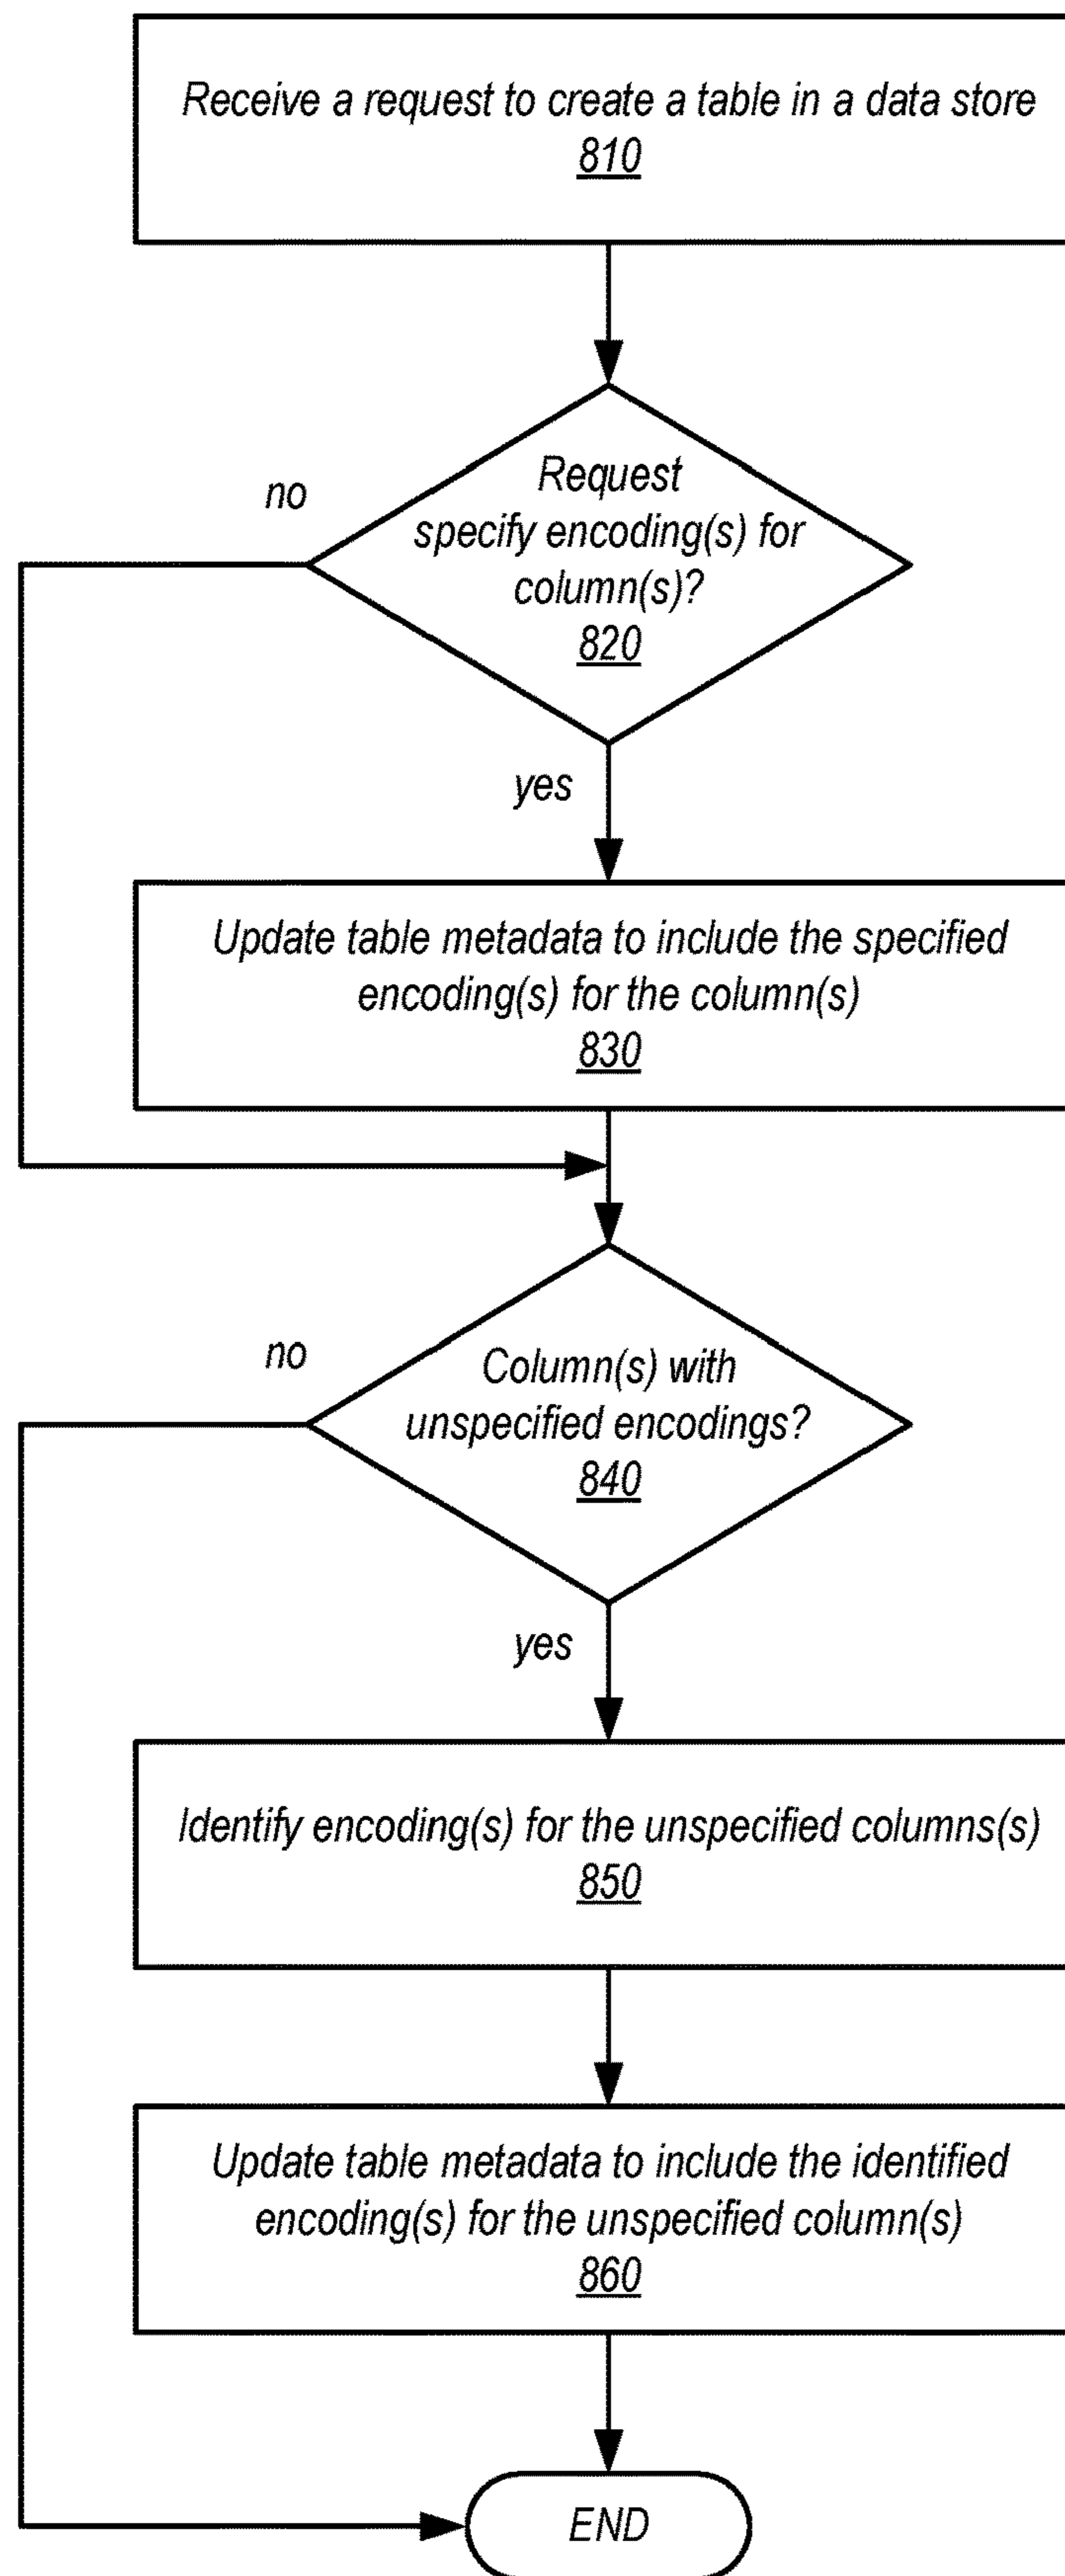 Receive a request to create a table in a data store
810
no
Request
specify encoding(s) for
column(s)?
820
yes
Update table metadata to include the specified
encoding(s) for the column(s)
830
no
Column(s) with
unspecified encodings?
840
yes
Identify encoding(s) for the unspecified columns(s)
850
Update table metadata to include the identified
encoding(s) for the unspecified column(s)
860
END